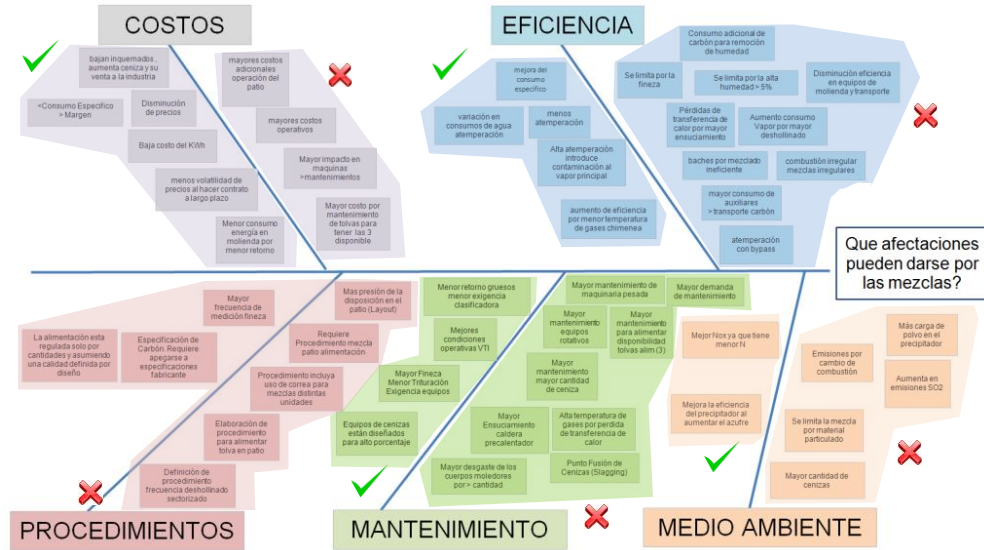 COSTOS
bajan inquemados ,
aumenta ceniza y su
venta a la industria
<Consumo Especifico
> Margen
Disminución
de precios
Baja costo del KWh
menos volatilidad de
precios al hacer contrato
a largo plazo
Menor consumo
energía en
molienda por
menor retorno
mayores costos
adicionales
operación del
patio
mayores costos
operativos
Mayor impacto en
maquinas
>mantenimientos
Mayor costo por
mantenimiento
de tolvas para
tener las 3
disponible
EFICIENCIA
mejora del
consumo
específico
variación en
consumos de agua
atemperación
menos
atemperación
Alta atemperación
introduce
contaminación al
vapor principal
aumento de eficiencia
por menor temperatura
de gases chimenea
Consumo adicional de
carbón para remoción
de humedad
Se limita por la
fineza
Se limita por la alta
humedad > 5%
Disminución eficiencia
en equipos de
molienda y transporte
Pérdidas de
transferencia de
calor por mayor
ensuciamiento
Aumento consumo
Vapor por mayor
deshollinado
baches por mezclado
ineficiente
combustión irregular
mezclas irregulares
mayor consumo de
auxiliares
> transporte carbón
atemperación
con bypass
Que afectaciones
pueden darse por
las mezclas?
Mayor
frecuencia de
medición fineza
Mas presión de la
disposición en el
patio (Layout)
La alimentación esta
regulada solo por
cantidades y asumiendo
una calidad definida por
diseño
Especificación de
Carbón. Requiere
apegarse a
especificaciones
fabricante
Requiere
Procedimiento mezcla
patio alimentación
Procedimiento incluya
uso de correa para
mezclas distintas
unidades
Elaboración de
procedimiento
para alimentar
tolva en patio
Definición de
procedimiento
frecuencia deshollinado
sectorizado
PROCEDIMIENTOS
Menor retorno gruesos
menor exigencia
clasificadora
Mejores
condiciones
operativas VTI
Mayor Fineza
Menor Trituración
Exigencia equipos
Equipos de cenizas
están diseñados
para alto porcentaje
Mayor mantenimiento de
maquinaria pesada
Mayor demanda
de mantenimiento
Mayor
mantenimiento
equipos
rotativos
Mayor
mantenimiento
para alimentar
disponibilidad
tolvas alim (3)
Mayor
mantenimiento
mayor cantidad
de ceniza
Mayor
Ensuciamiento
caldera
precalentador
Alta temperatura de
gases por perdida de
transferencia de
calor
Mayor desgaste de los
cuerpos moledores
por > cantidad
Punto Fusión de
Cenizas (Slagging)
MANTENIMIENTO
Mejor Nox ya que tiene
menor N
Mejora la eficiencia
del precipitador al
aumentar el azufre
Más carga de
polvo en el
precipitador
Emisiones por
cambio de
combustión
Aumenta en
emisiones SO2
Se limita la mezcla
por material
particulado
Mayor cantidad de
cenizas
MEDIO AMBIENTE